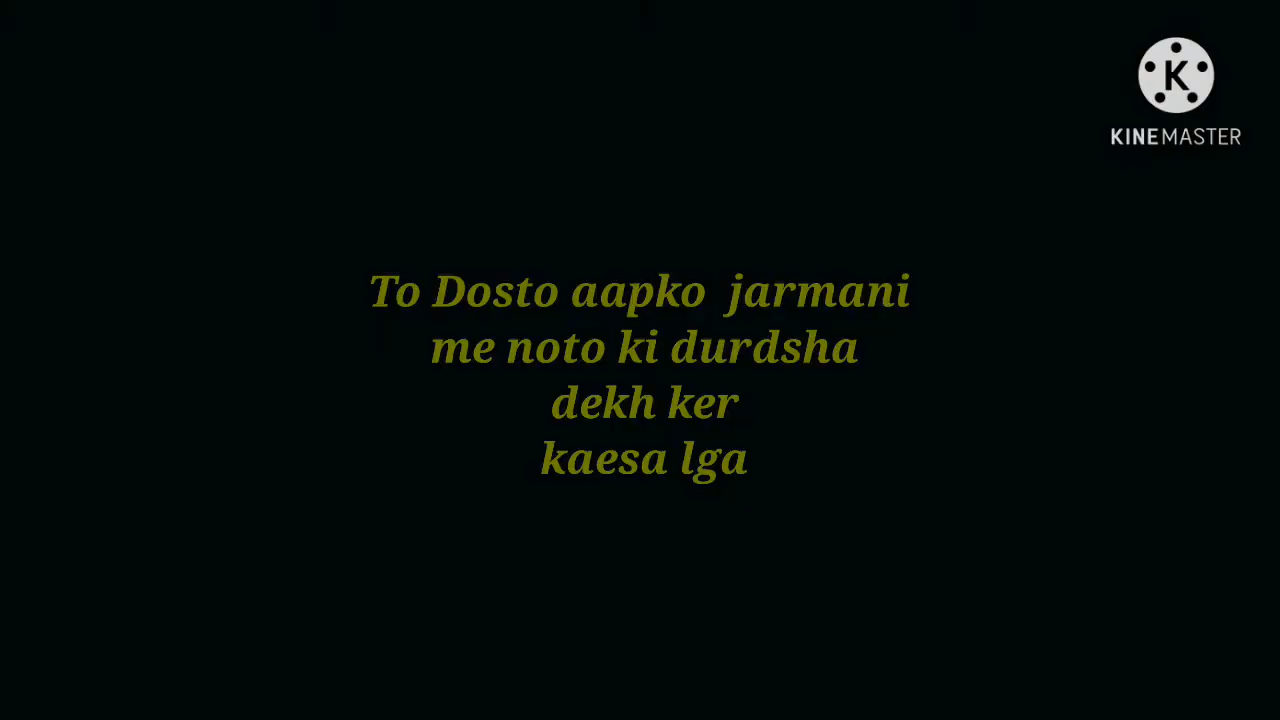 K
KINEMASTER
To Dosto aapko jarmani
me noto ki durdsha
dekh ker
kaesa lga